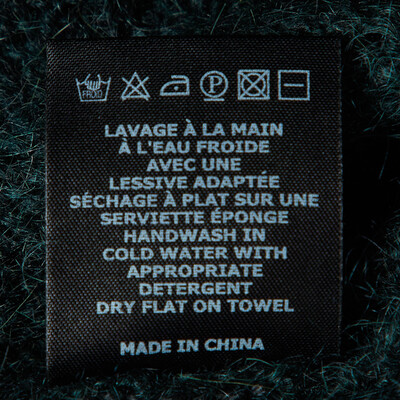 FROID P
LAVAGE À LA MAIN
À L'EAU FROIDE
AVEC UNE
LESSIVE ADAPTÉE
SÉCHAGE À PLAT SUR UNE
SERVIETTE ÉPONGE
HANDWASH IN
COLD WATER WITH
APPROPRIATE
DETERGENT
DRY FLAT ON TOWEL
MADE IN CHINA